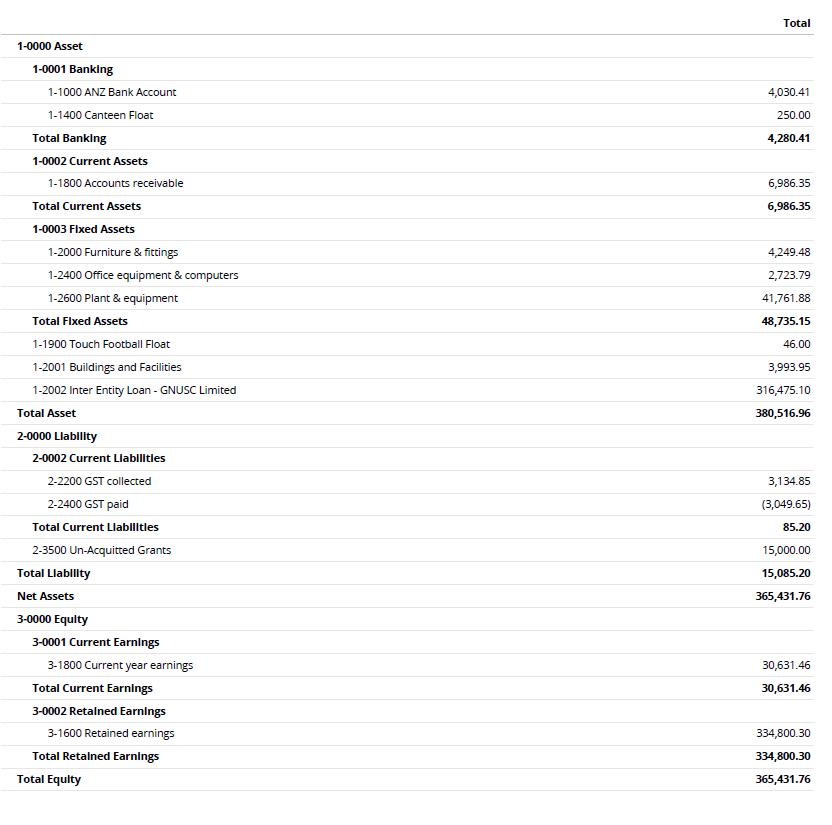 Total
1-0000 Asset
1-0001 Banking
1-1000 ANZ Bank Account 4,030.41
1-1400 Canteen Float 250.00
Total Banking 4,280.41
1-0002 Current Assets
1-1800 Accounts receivable 6,986.35
Total Current Assets 6,986.35
1-0003 Fixed Assets
1-2000 Furniture & fittings 4,249.48
1-2400 Office equipment & computers 2,723.79
1-2600 Plant & equipment 41,761.88
Total Fixed Assets 48,735.15
1-1900 Touch Football Float 46.00
1-2001 Buildings and Facilities 3,993.95
1-2002 Inter Entity Loan - GNUSC Limited 316,475.10
Total Asset 380,516.96
2-0000 Liability
2-0002 Current Liabilities
2-2200 GST collected 3,134.85
2-2400 GST paid (3,049.65)
Total Current Liabilities 85.20
2-3500 Un-Acquitted Grants 15,000.00
Total Liability 15,085.20
Net Assets 365,431.76
3-0000 Equity
3-0001 Current Earnings
3-1800 Current year earnings 30,631.46
Total Current Earnings 30,631.46
3-0002 Retained Earnings
3-1600 Retained earnings 334,800.30
Total Retained Earnings 334,800.30
Total Equity 365,431.76